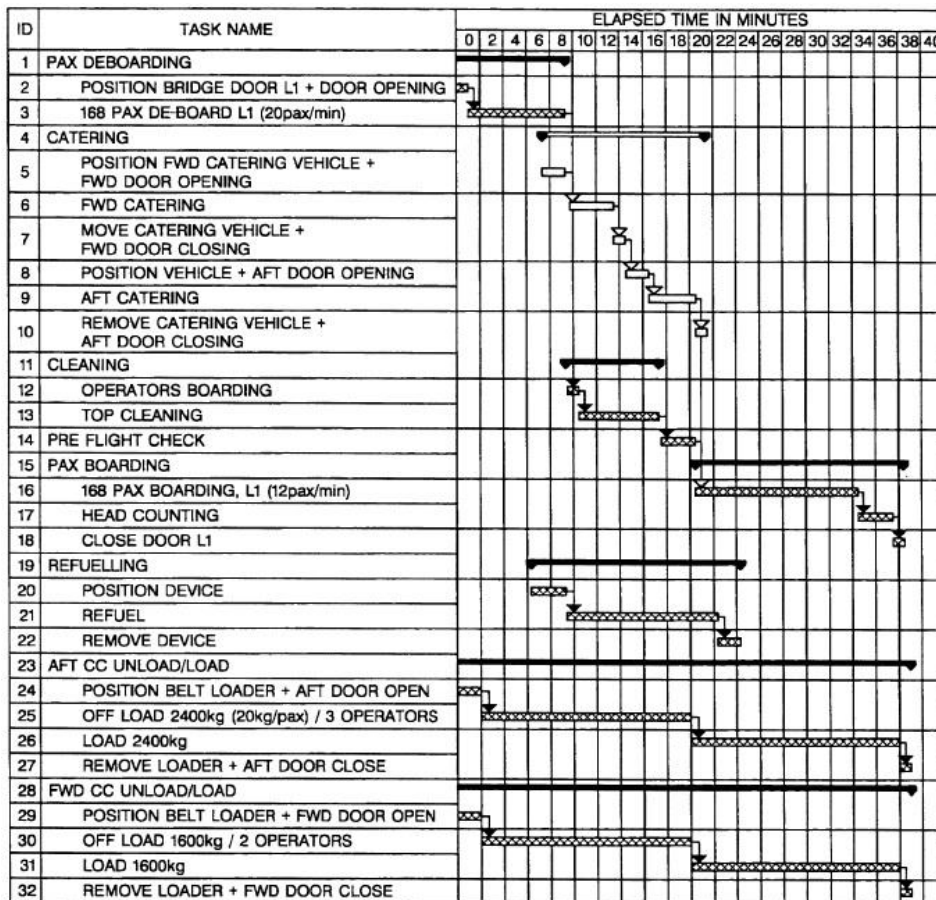 ID TASK NAME ELAPSED TIME IN MINUTES
0 2 4 6 8 10 12 14 16 18 20 22 24 26 28 30 32 34 36 38 40
1 PAX DEBOARDING
2 POSITION BRIDGE DOOR L1 + DOOR OPENING
3 168 PAX DE-BOARD L1 (20pax/min)
4 CATERING
5 POSITION FWD CATERING VEHICLE +
FWD DOOR OPENING
6 FWD CATERING
7 MOVE CATERING VEHICLE +
FWD DOOR CLOSING
8 POSITION VEHICLE + AFT DOOR OPENING
9 AFT CATERING
10 REMOVE CATERING VEHICLE +
AFT DOOR CLOSING
11 CLEANING
12 OPERATORS BOARDING
13 TOP CLEANING
14 PRE FLIGHT CHECK
15 PAX BOARDING
16 168 PAX BOARDING, L1 (12pax/min)
17 HEAD COUNTING
18 CLOSE DOOR L1
19 REFUELLING
20 POSITION DEVICE
21 REFUEL
22 REMOVE DEVICE
23 AFT CC UNLOAD/LOAD
24 POSITION BELT LOADER + AFT DOOR OPEN
25 OFF LOAD 2400kg (20kg/pax) / 3 OPERATORS
26 LOAD 2400kg
27 REMOVE LOADER + AFT DOOR CLOSE
28 FWD CC UNLOAD/LOAD
29 POSITION BELT LOADER + FWD DOOR OPEN
30 OFF LOAD 1600kg / 2 OPERATORS
31 LOAD 1600kg
32 REMOVE LOADER + FWD DOOR CLOSE